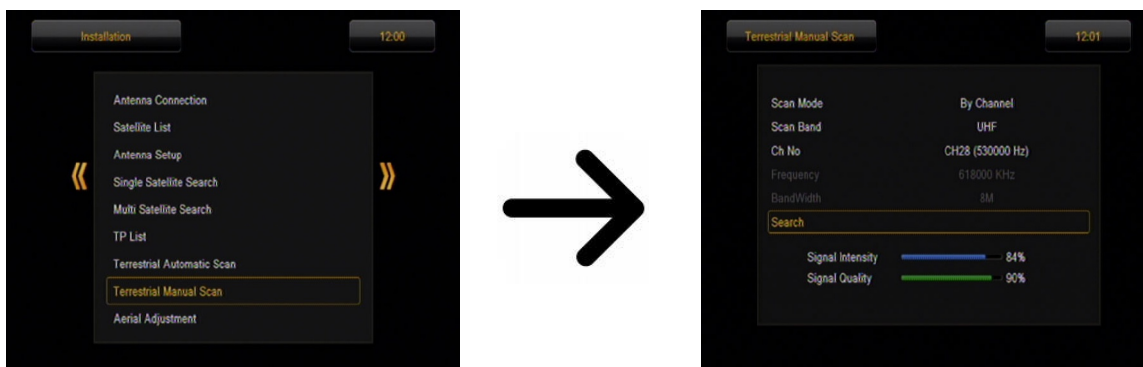 Installation 12:00
Antenna Connection
Satellite List
Antenna Setup
Single Satellite Search
Multi Satellite Search
TP List
Terrestrial Automatic Scan
Terrestrial Manual Scan
Aerial Adjustment
Terrestrial Manual Scan 12:01
Scan Mode By Channel
Scan Band UHF
Ch No CH28 (530000 Hz)
Frequency 618000 KHz
BandWidth 8M
Search
Signal Intensity 84%
Signal Quality 90%